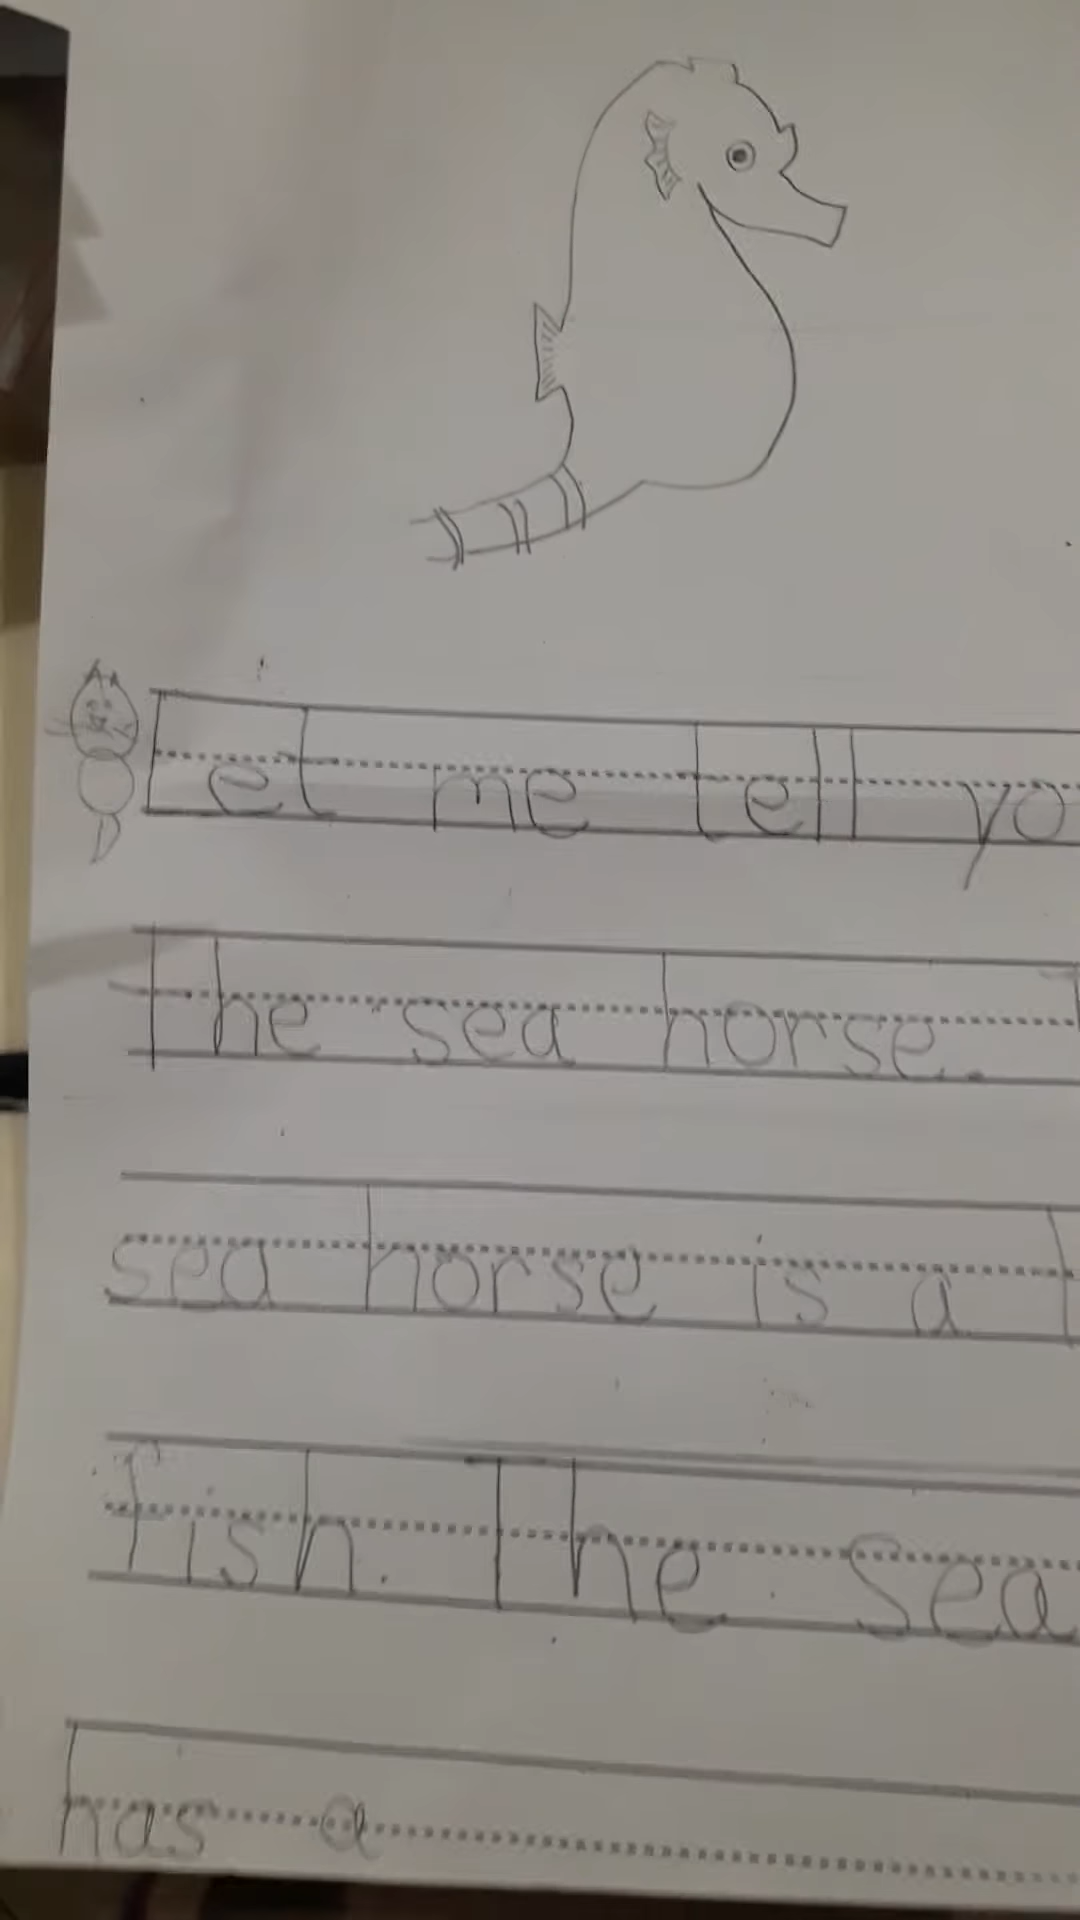 Let me tell yo
the sea horse. T
sea horse is a
fish. The sea
has a